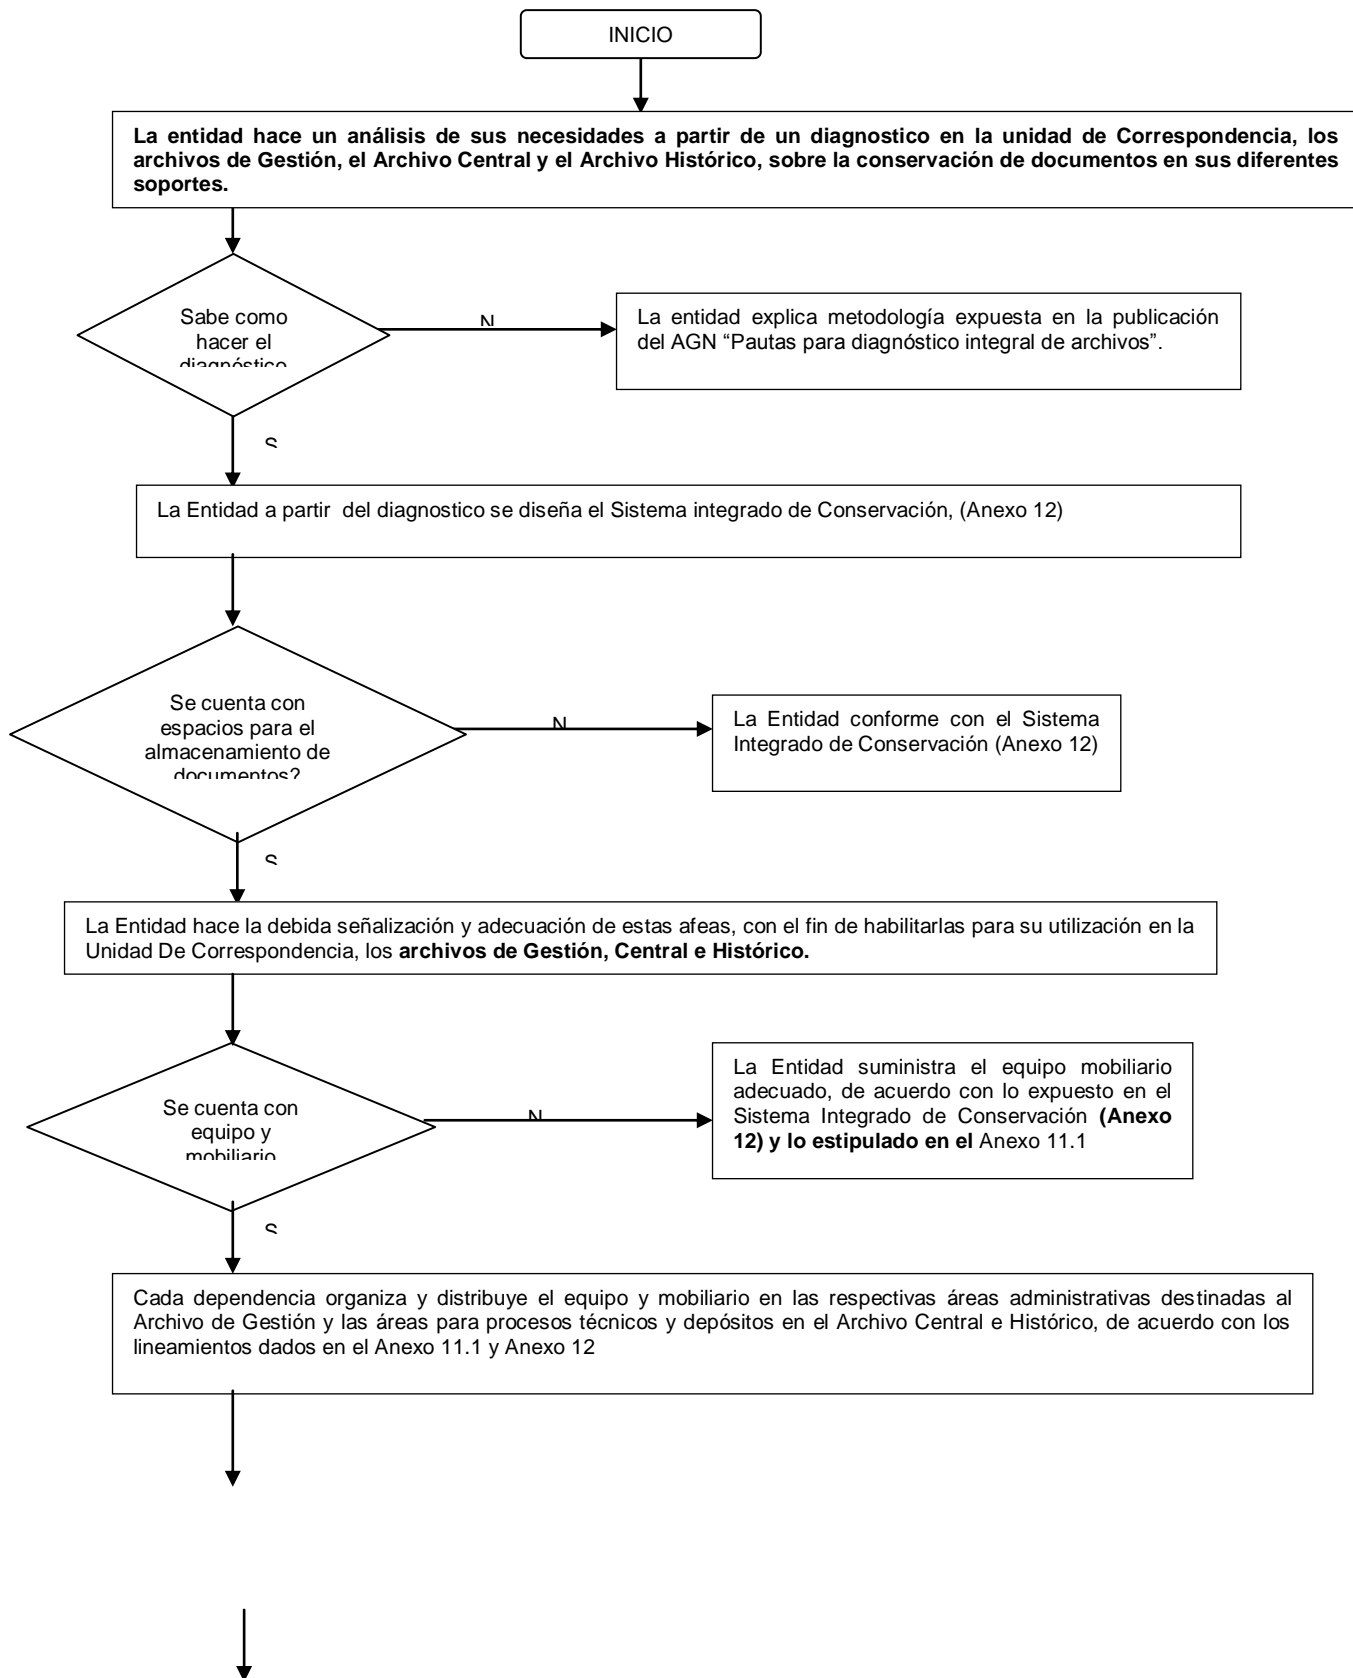 INICIO
La entidad hace un análisis de sus necesidades a partir de un diagnostico en la unidad de Correspondencia, los
archivos de Gestión, el Archivo Central y el Archivo Histórico, sobre la conservación de documentos en sus diferentes
soportes.
Sabe como
hacer el
diagnóstico
N
La entidad explica metodología expuesta en la publicación
del AGN “Pautas para diagnóstico integral de archivos”.
S
La Entidad a partir del diagnostico se diseña el Sistema integrado de Conservación, (Anexo 12)
Se cuenta con
espacios para el
almacenamiento de
documentos?
N
La Entidad conforme con el Sistema
Integrado de Conservación (Anexo 12)
S
La Entidad hace la debida señalización y adecuación de estas afeas, con el fin de habilitarlas para su utilización en la
Unidad De Correspondencia, los archivos de Gestión, Central e Histórico.
Se cuenta con
equipo y
mobiliario
N
La Entidad suministra el equipo mobiliario
adecuado, de acuerdo con lo expuesto en el
Sistema Integrado de Conservación (Anexo
12) y lo estipulado en el Anexo 11.1
S
Cada dependencia organiza y distribuye el equipo y mobiliario en las respectivas áreas administrativas destinadas al
Archivo de Gestión y las áreas para procesos técnicos y depósitos en el Archivo Central e Histórico, de acuerdo con los
lineamientos dados en el Anexo 11.1 y Anexo 12